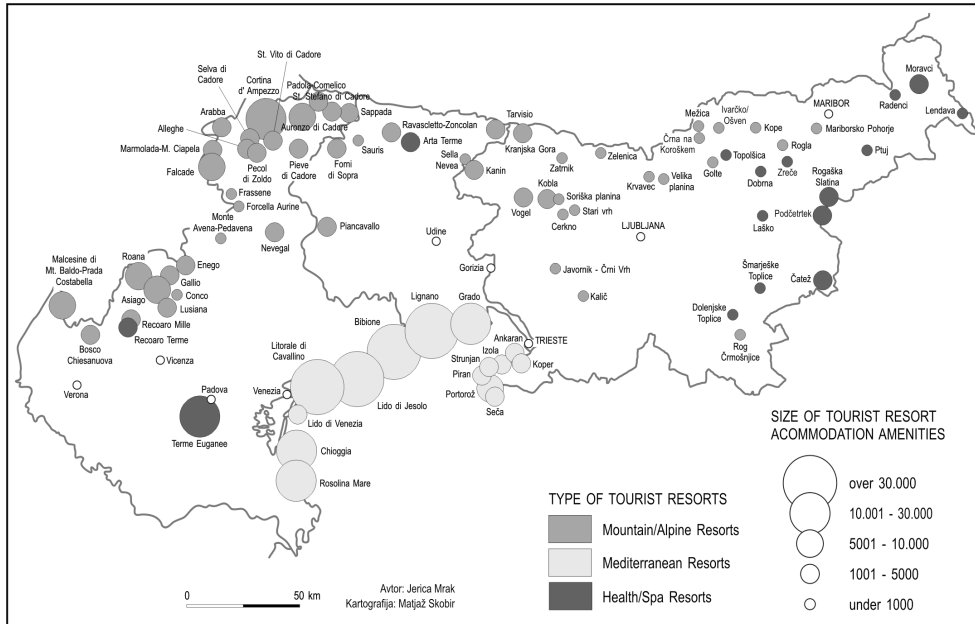 St. Vito di Cadore
Selva di
Cadore
Cortina
d' Ampezzo
Padola-Comelico
St. Stefano di Cadore
Arabba
Sappada
Auronzo di Cadore
Alleghe
Marmolada-M. Ciapela
Falcade
Pecol
di Zoldo
Pieve
di Cadore
Forni
di Sopra
Sauris
Ravascletto-Zoncolan
Arta Terme
Tarvisio
Sella
Nevea
Kanin
Kranjska Gora
Zatrnik
Zelenica
Frassene
Forcella Aurine
Monte
Avena-Pedavena
Nevegal
Piancavallo
Udine
Gorizia
Vogel
Kobla
Soriška planina
Stari vrh
Cerkno
Krvavec
Velika
planina
LJUBLJANA
Mežica
Ivarčko/
Ošven
Črna na
Koroškem
Kope
Golte
Topolšica
Dobrna
Zreče
Rogla
MARIBOR
Mariborsko Pohorje
Moravci
Radenci
Lendava
Ptuj
Rogaška
Slatina
Podčetrtek
Laško
Šmarješke
Toplice
Čatež
Dolenjske
Toplice
Rog
Črmošnjice
Javornik - Črni Vrh
Kalič
Malcesine di
Mt. Baldo-Prada
Costabella
Roana
Enego
Gallio
Conco
Asiago
Lusiana
Recoaro Mille
Recoaro Terme
Bosco
Chiesanuova
Vicenza
Verona
Padova
Terme Euganee
Venezia
Litorale di
Cavallino
Lido di Jesolo
Bibione
Lignano
Grado
Lido di Venezia
Chioggia
Rosolina Mare
TRIESTE
Ankaran
Koper
Izola
Strunjan
Piran
Portorož
Seča
SIZE OF TOURIST RESORT
ACOMMODATION AMENITIES
over 30.000
10.001 - 30.000
5001 - 10.000
1001 - 5000
under 1000
TYPE OF TOURIST RESORTS
Mountain/Alpine Resorts
Mediterranean Resorts
Health/Spa Resorts
Avtor: Jerica Mrak
Kartografija: Matjaž Skobir
0 50 km